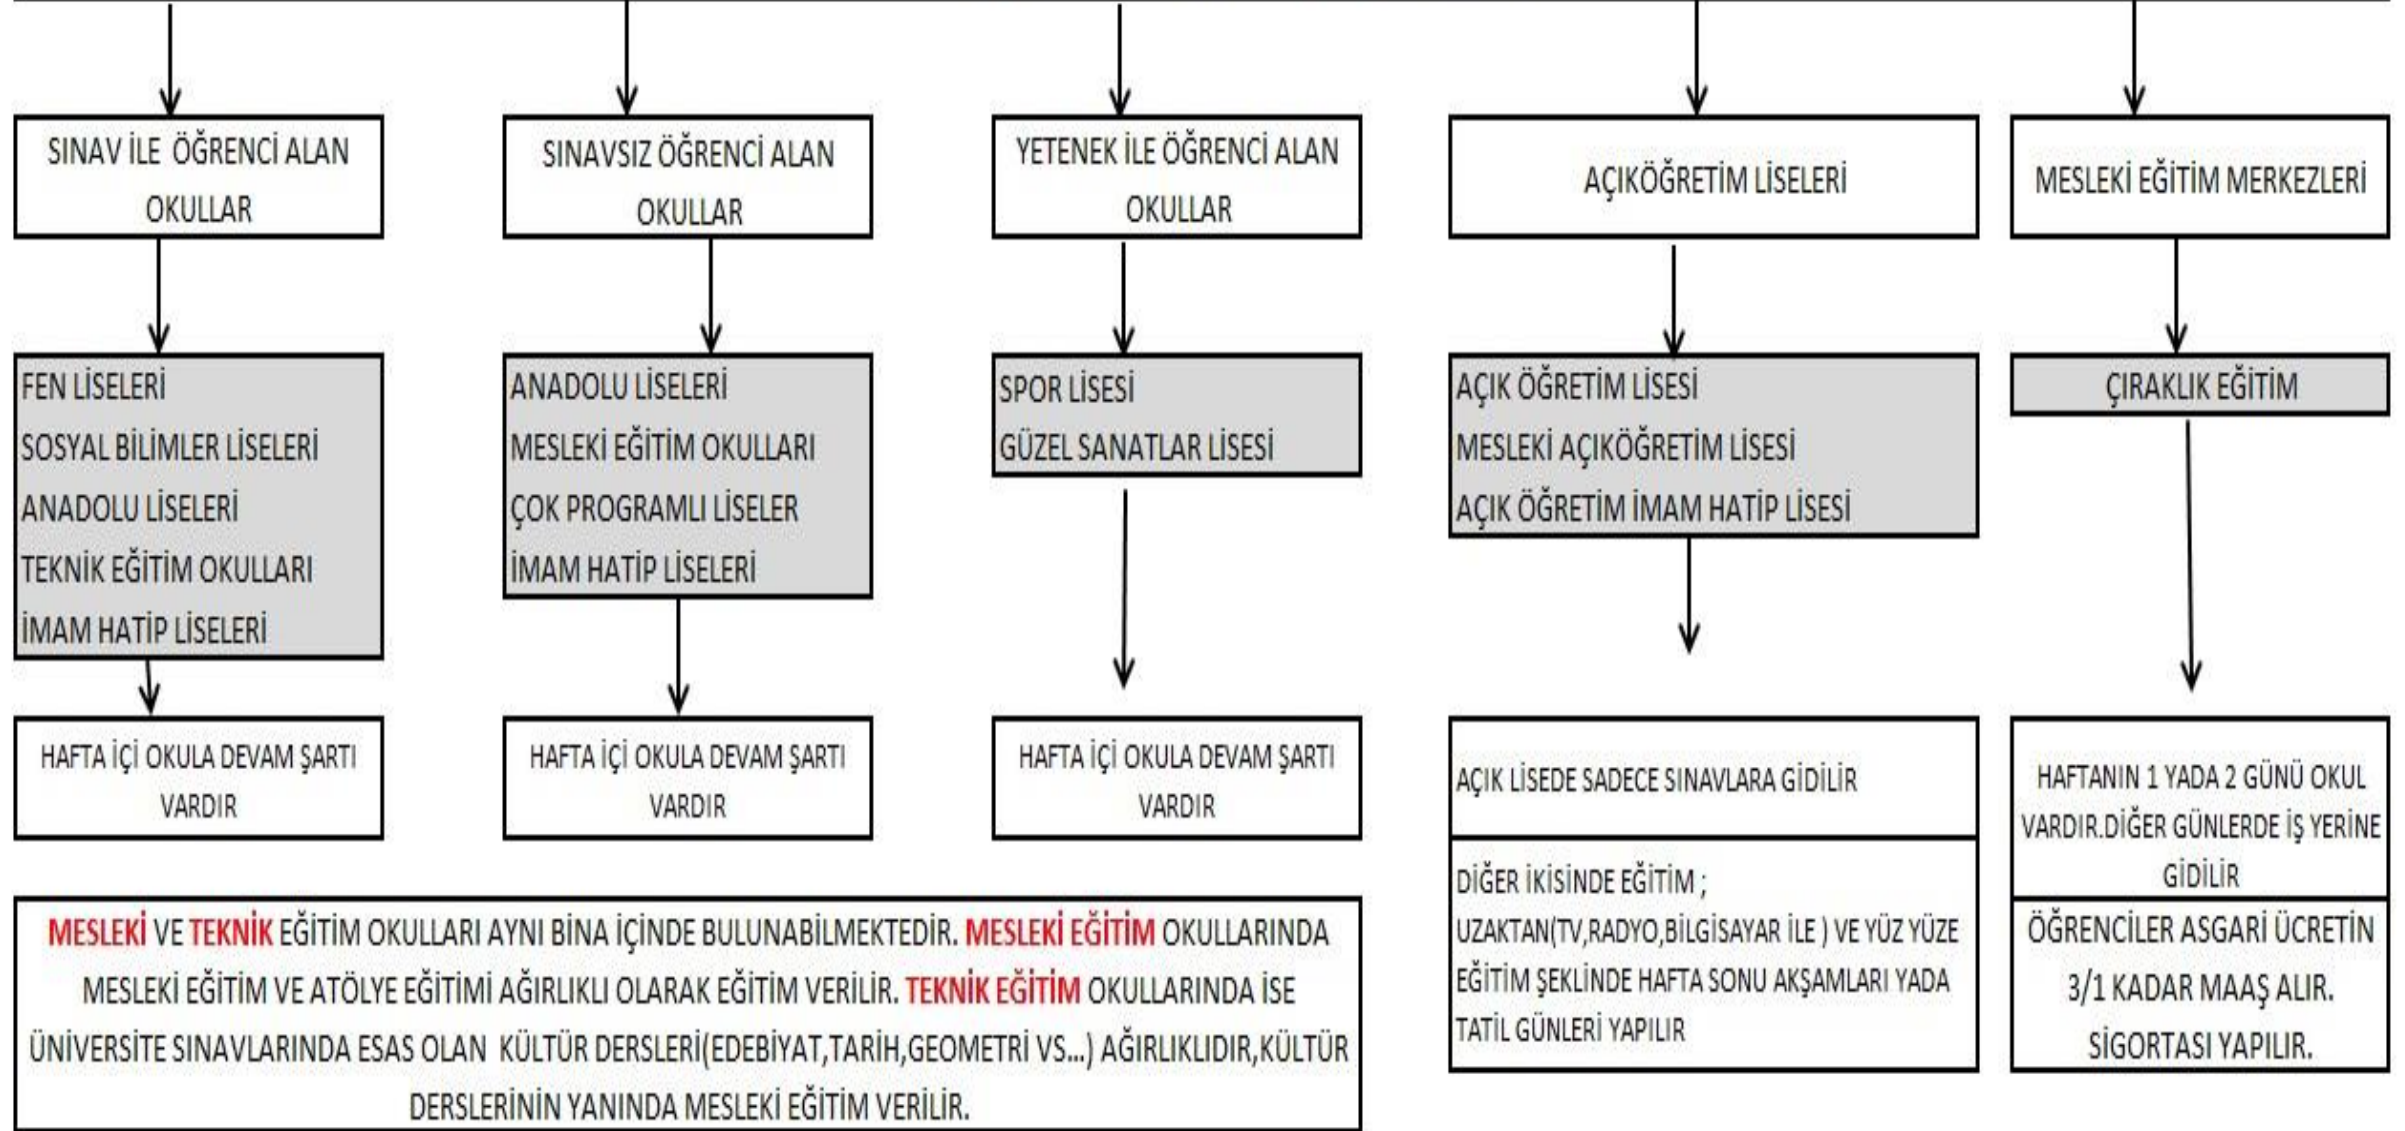 SINAV İLE ÖĞRENCİ ALAN
OKULLAR
FEN LİSELERİ
SOSYAL BİLİMLER LİSELERİ
ANADOLU LİSELERİ
TEKNİK EĞİTİM OKULLARI
İMAM HATİP LİSELERİ
HAFTA İÇİ OKULA DEVAM ŞARTI
VARDIR
SINAVSIZ ÖĞRENCİ ALAN
OKULLAR
ANADOLU LİSELERİ
MESLEKİ EĞİTİM OKULLARI
ÇOK PROGRAMLI LİSELER
İMAM HATİP LİSELERİ
HAFTA İÇİ OKULA DEVAM ŞARTI
VARDIR
YETENEK İLE ÖĞRENCİ ALAN
OKULLAR
SPOR LİSESİ
GÜZEL SANATLAR LİSESİ
HAFTA İÇİ OKULA DEVAM ŞARTI
VARDIR
AÇIKÖĞRETİM LİSELERİ
AÇIK ÖĞRETİM LİSESİ
MESLEKİ AÇIKÖĞRETİM LİSESİ
AÇIK ÖĞRETİM İMAM HATİP LİSESİ
AÇIK LİSEDE SADECE SINAVLARA GİDİLİR
DİĞER İKİSİNDE EĞİTİM ;
UZAKTAN(TV,RADYO,BİLGİSAYAR İLE ) VE YÜZ YÜZE
EĞİTİM ŞEKLİNDE HAFTA SONU AKŞAMLARI YADA
TATİL GÜNLERİ YAPILIR
MESLEKİ EĞİTİM MERKEZLERİ
ÇIRAKLIK EĞİTİM
HAFTANIN 1 YADA 2 GÜNÜ OKUL
VARDIR.DİĞER GÜNLERDE İŞ YERİNE
GİDİLİR
ÖĞRENCİLER ASGARİ ÜCRETİN
3/1 KADAR MAAŞ ALIR.
SİGORTASI YAPILIR.
MESLEKİ VE TEKNİK EĞİTİM OKULLARI AYNI BİNA İÇİNDE BULUNABİLMEKTEDİR. MESLEKİ EĞİTİM OKULLARINDA
MESLEKİ EĞİTİM VE ATÖLYE EĞİTİMİ AĞIRLIKLI OLARAK EĞİTİM VERİLİR. TEKNİK EĞİTİM OKULLARINDA İSE
ÜNİVERSİTE SINAVLARINDA ESAS OLAN KÜLTÜR DERSLERİ(EDEBİYAT,TARİH,GEOMETRİ VS...) AĞIRLIKLIDIR,KÜLTÜR
DERSLERİNİN YANINDA MESLEKİ EĞİTİM VERİLİR.